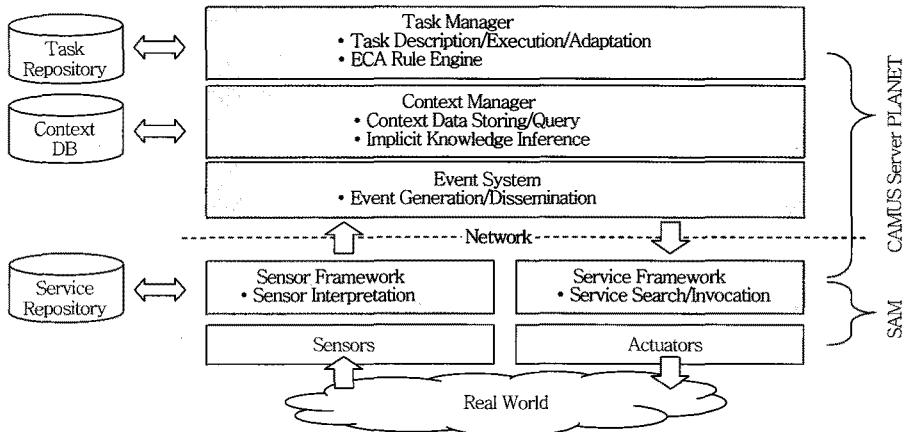 Task Manager
• Task Description/Execution/Adaptation
• ECA Rule Engine
Task
Repository
Context Manager
• Context Data Storing/Query
• Implicit Knowledge Inference
Context
DB
Event System
• Event Generation/Dissemination
CAMUS Server PLANET
Network
Sensor Framework
• Sensor Interpretation
Service Framework
• Service Search/Invocation
Service
Repository
Sensors
Actuators
SAM
Real World